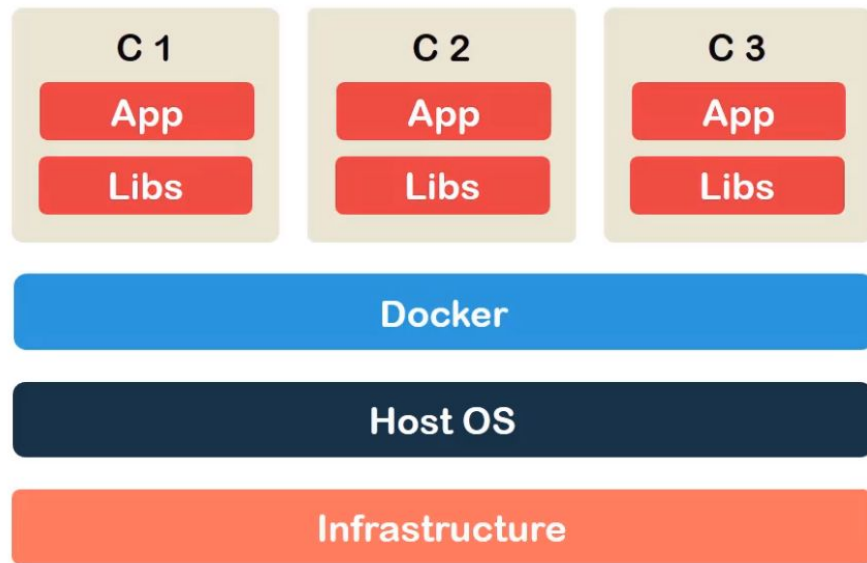 C 1
C 2
C 3
App
App
App
Libs
Libs
Libs
Docker
Host OS
Infrastructure